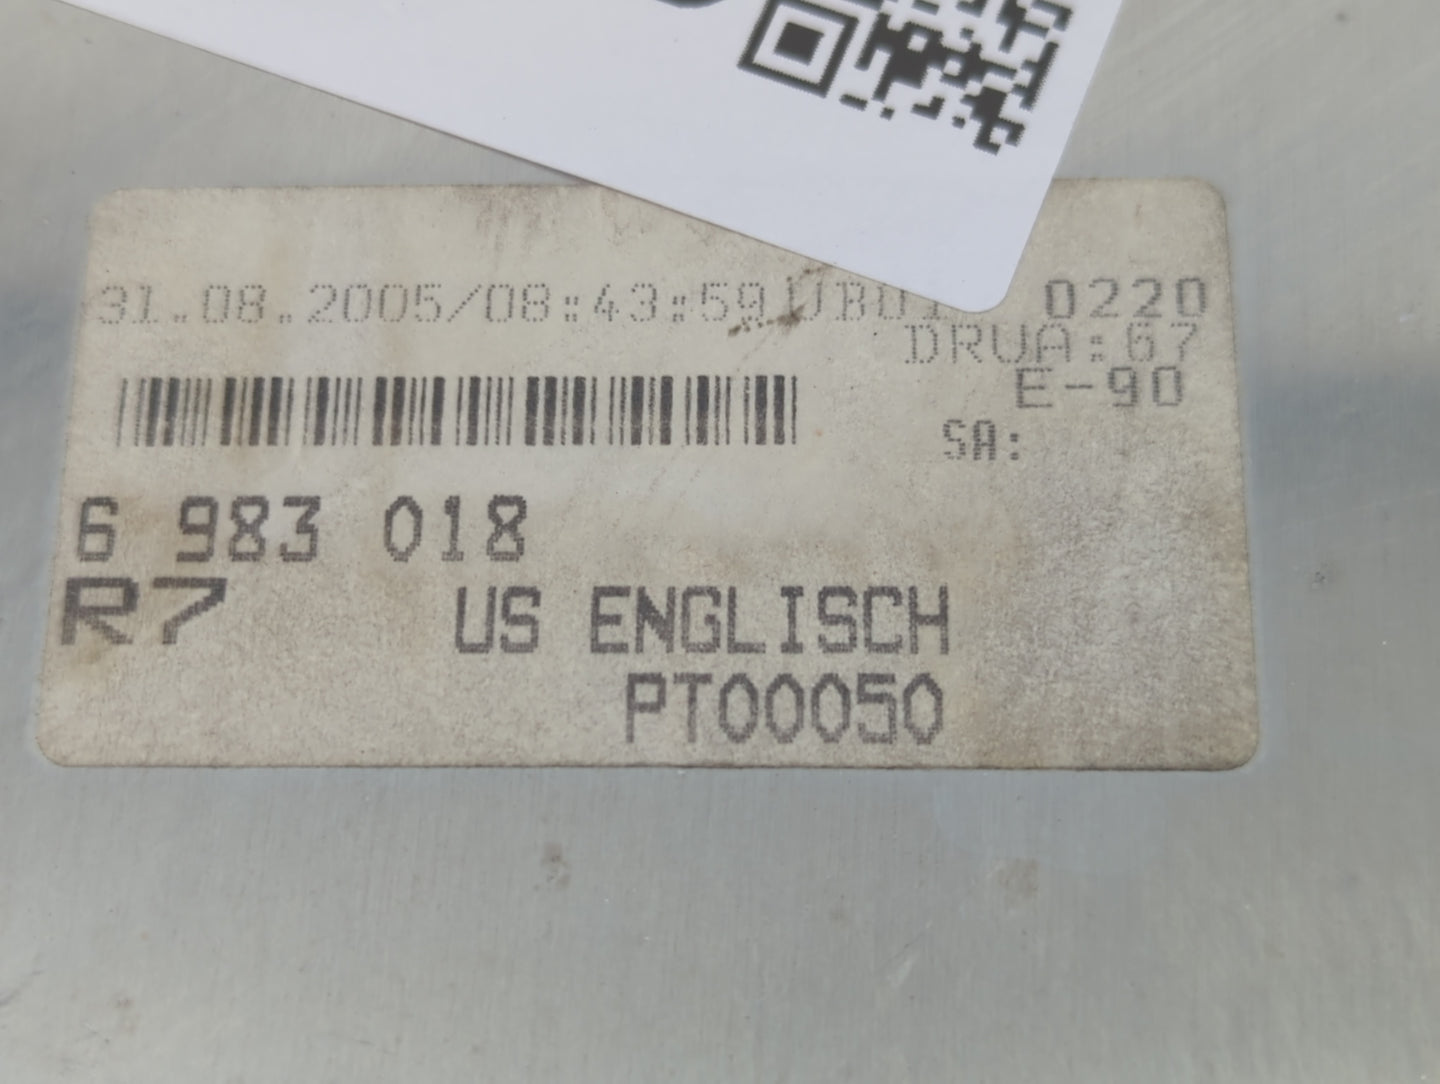 31.08.2005/08:43:59 0220
DRUA:67
E-90
SA:
6 983 018
R7 US ENGLISCH
PT00050